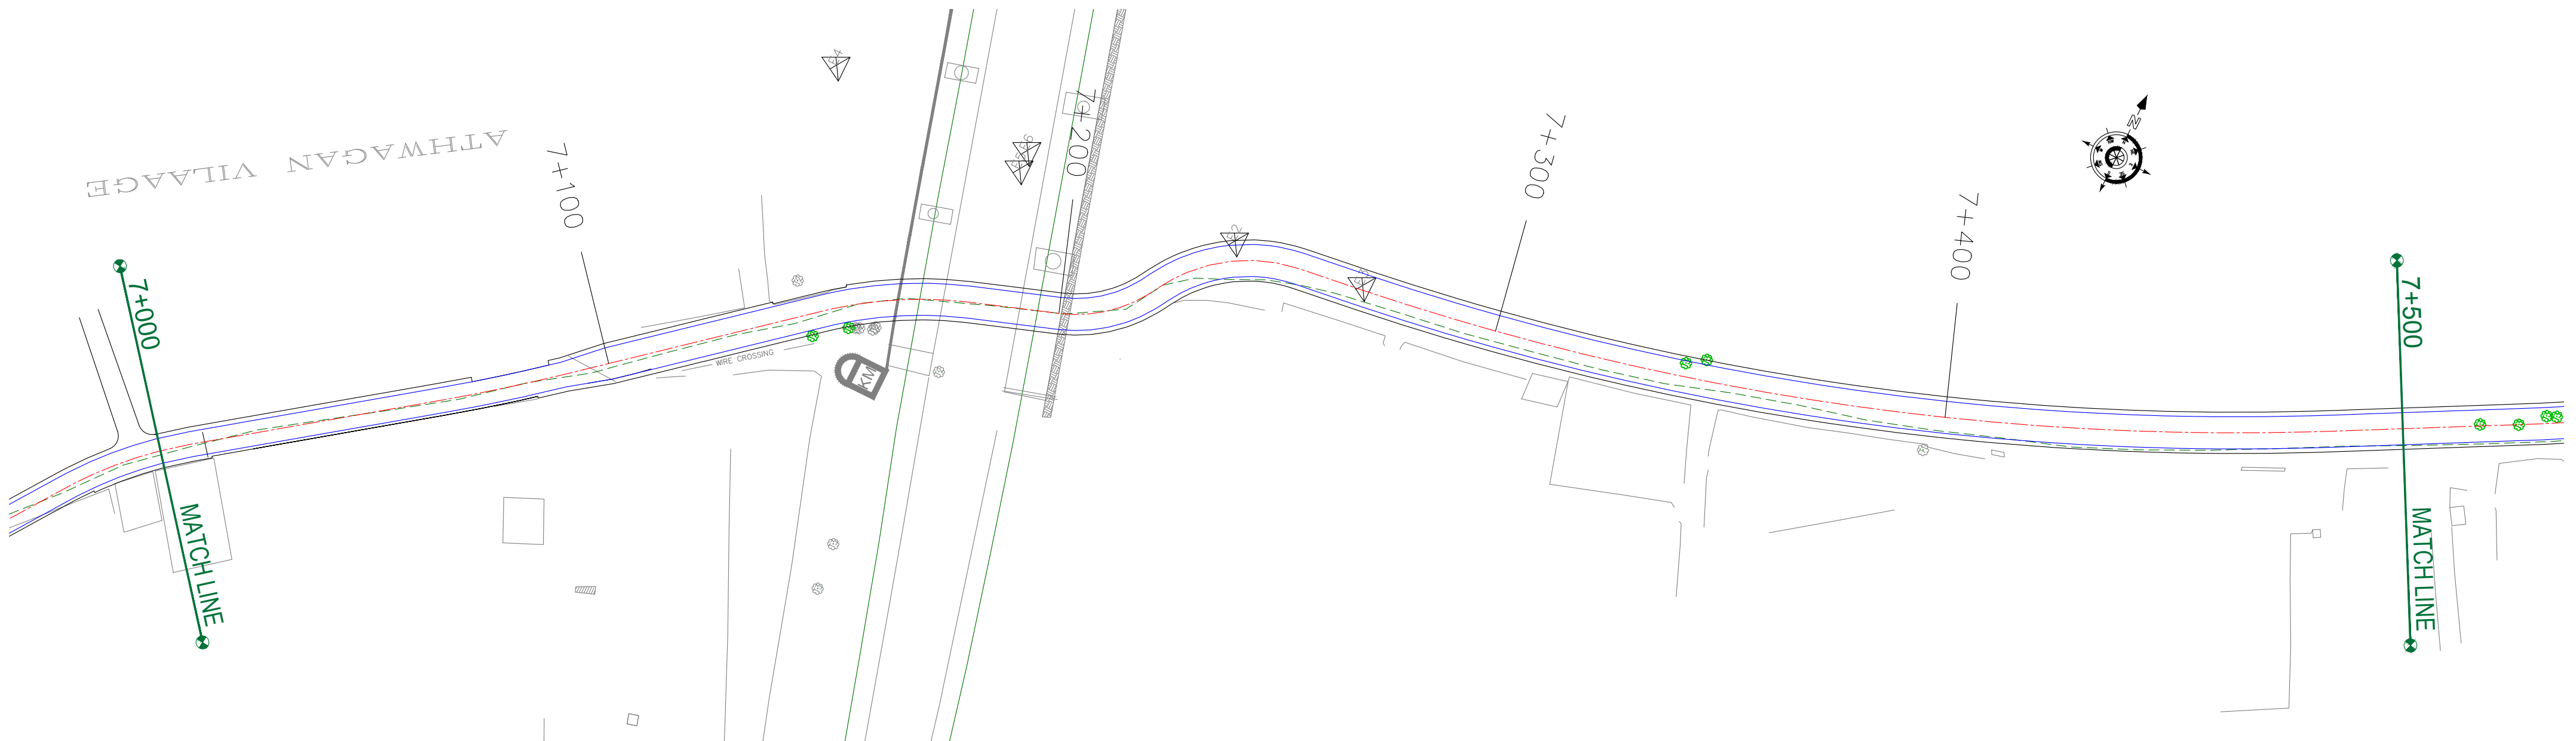 ATHWAGAN VILAAGE
7+000
MATCH LINE
7+100
WIRE CROSSING
KM
7+200
7+300
7+400
N
7+500
MATCH LINE